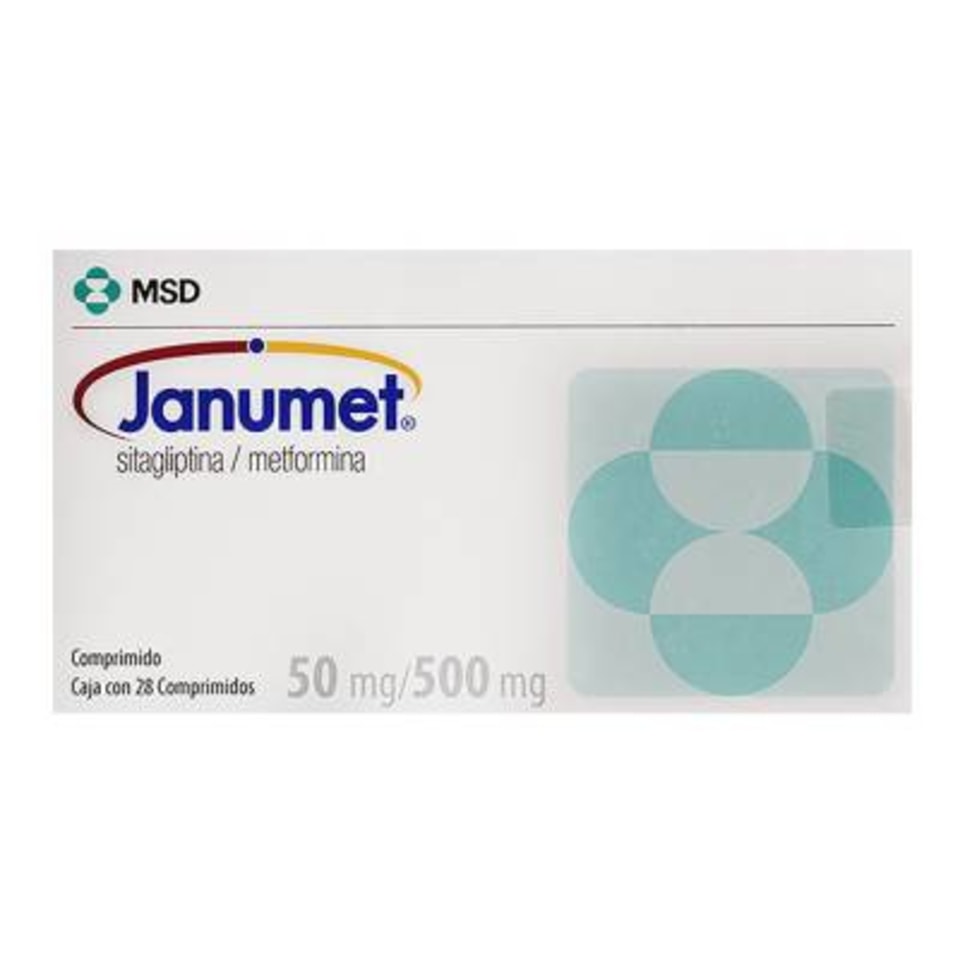 MSD
Janumet®
sitagliptina / metformina
Comprimido
Caja con 28 Comprimidos
50 mg/500 mg